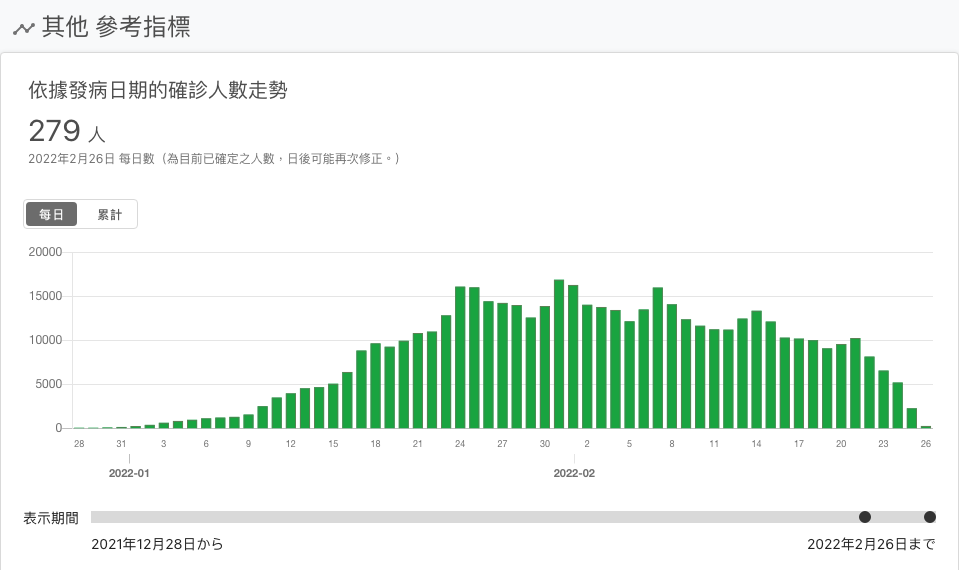 其他 參考指標
依據發病日期的確診人數走勢
279 人
2022年2月26日 每日數（為目前已確定之人數，日後可能再次修正。）
每日 累計
20000
15000
10000
5000
0
28 31 3 6 9 12 15 18 21 24 27 30 2 5 8 11 14 17 20 23 26
2022-01 2022-02
表示期間
2021年12月28日から 2022年2月26日まで